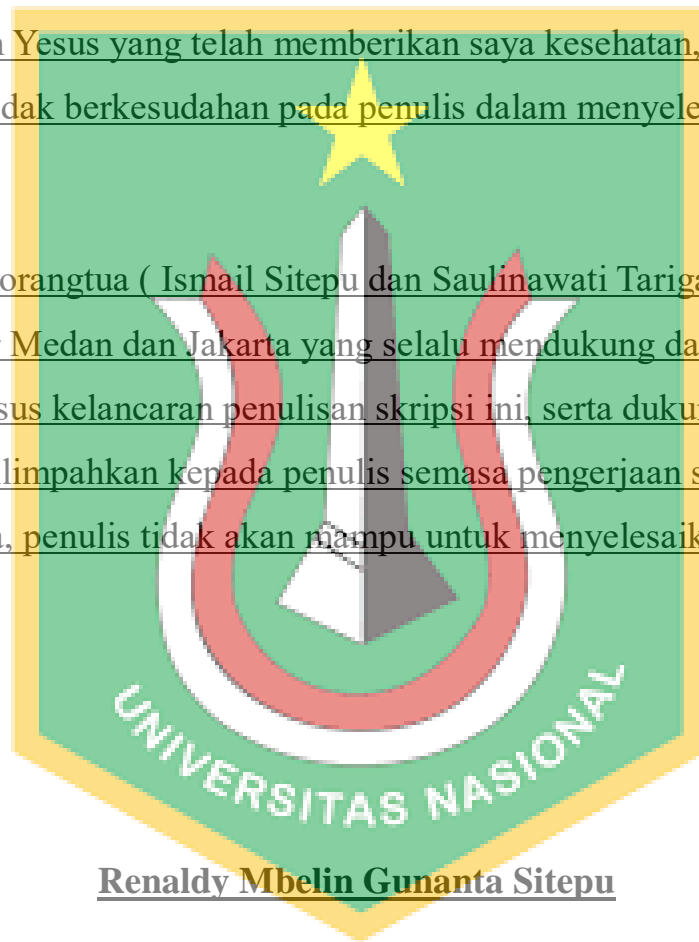 Yesus yang telah memberikan saya kesehatan,
dak berkesudahan pada penulis dalam menyele
orangtua ( Ismail Sitepu dan Saulinawati Tariga
Medan dan Jakarta yang selalu mendukung da
sus kelancaran penulisan skripsi ini, serta duku
limpahkan kepada penulis semasa pengerjaan s
, penulis tidak akan mampu untuk menyelesaik
UNIVERSITAS NASIONAL
Renaldy Mbelin Gunanta Sitepu